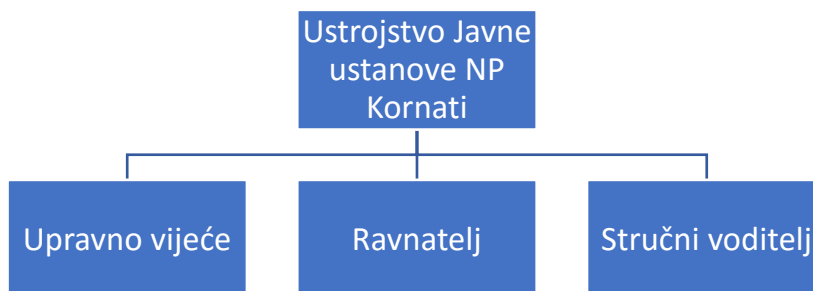 Ustrojstvo Javne
ustanove NP
Kornati
Upravno vijeće
Ravnatelj
Stručni voditelj